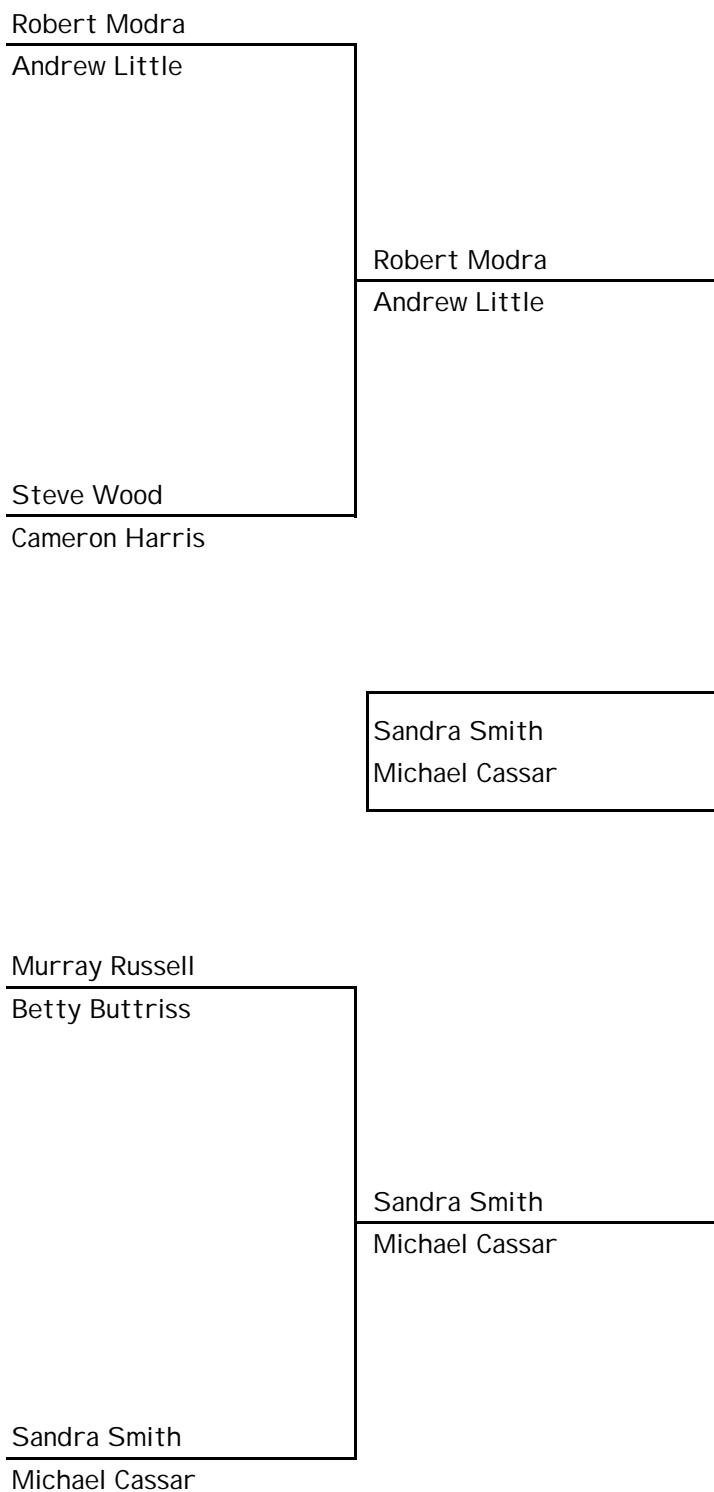 Robert Modra
Andrew Little
Robert Modra
Andrew Little
Steve Wood
Cameron Harris
Sandra Smith
Michael Cassar
Murray Russell
Betty Buttriss
Sandra Smith
Michael Cassar
Sandra Smith
Michael Cassar